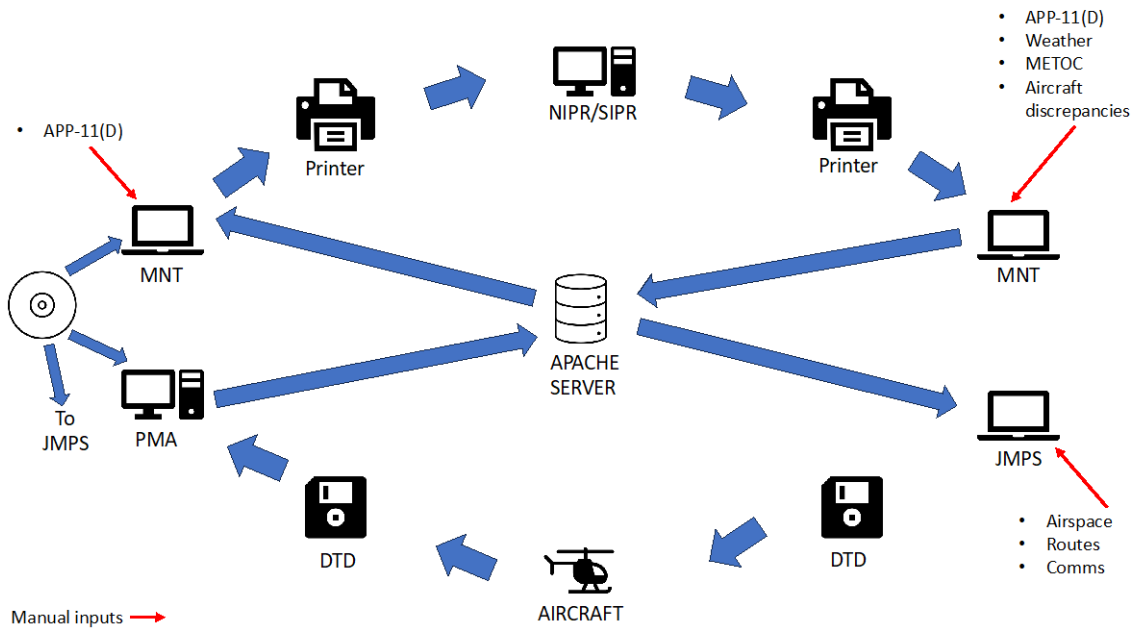 • APP-11(D)
• Weather
• METOC
• Aircraft
discrepancies
NIPR/SIPR
• APP-11(D)
Printer
Printer
MNT
MNT
APACHE
SERVER
To
JMPS
PMA
JMPS
• Airspace
• Routes
• Comms
DTD
DTD
AIRCRAFT
Manual inputs